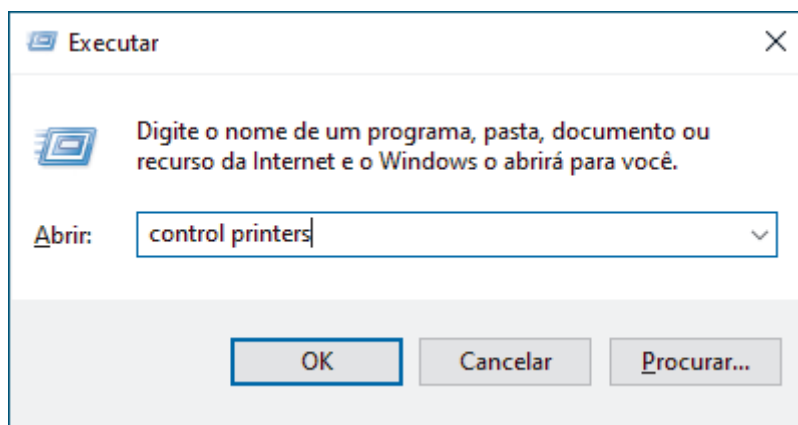 Executar
Digite o nome de um programa, pasta, documento ou
recurso da Internet e o Windows o abrirá para você.
Abrir: control printers
OK Cancelar Procurar...